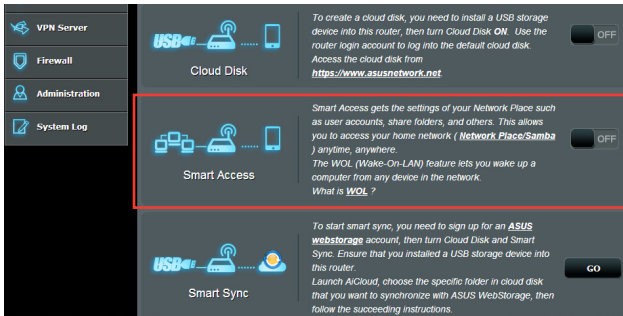 VPN Server
Firewall
Administration
System Log
USB
Cloud Disk
To create a cloud disk, you need to install a USB storage
device into this router, then turn Cloud Disk ON. Use the
router login account to log into the default cloud disk.
Access the cloud disk from
https://www.asusnetwork.net.
OFF
Smart Access
Smart Access gets the settings of your Network Place such
as user accounts, share folders, and others. This allows
you to access your home network ( Network Place/Samba
) anytime, anywhere.
The WOL (Wake-On-LAN) feature lets you wake up a
computer from any device in the network.
What is WOL ?
OFF
USB
Smart Sync
To start smart sync, you need to sign up for an ASUS
webstorage account, then turn Cloud Disk and Smart
Sync. Ensure that you installed a USB storage device into
this router.
Launch AiCloud, choose the specific folder in cloud disk
that you want to synchronize with ASUS WebStorage, then
follow the succeeding instructions.
GO